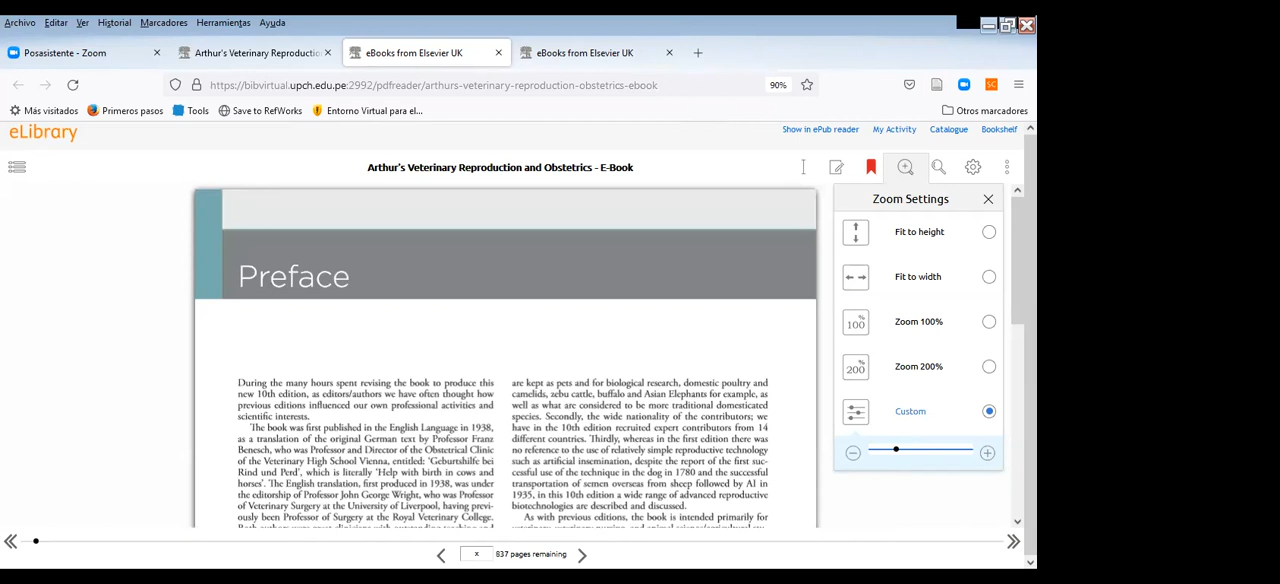 Archivo Editar Ver Historial Marcadores Herramientas Ayuda
Posasistente - Zoom
Arthur's Veterinary Reproductio
eBooks from Elsevier UK
eBooks from Elsevier UK
https://bibvirtual.upch.edu.pe:2992/pdfreader/arthurs-veterinary-reproduction-obstetrics-ebook
90%
Más visitados Primeros pasos Tools Save to RefWorks Entorno Virtual para el... Otros marcadores
eLibrary
Show in ePub reader My Activity Catalogue Bookshelf
Arthur's Veterinary Reproduction and Obstetrics - E-Book
Preface
During the many hours spent revising the book to produce this
new 10th edition, as editors/authors we have often thought how
previous editions influenced our own professional activities and
scientific interests.
The book was first published in the English Language in 1938,
as a translation of the original German text by Professor Franz
Benesch, who was Professor and Director of the Obstetrical Clinic
of the Veterinary High School Vienna, entitled: 'Geburtshilfe bei
Rind und Perd', which is literally 'Help with birth in cows and
horses'. The English translation, first produced in 1938, was under
the editorship of Professor John George Wright, who was Professor
of Veterinary Surgery at the University of Liverpool, having previ-
ously been Professor of Surgery at the Royal Veterinary College.
are kept as pets and for biological research, domestic poultry and
camelids, zebu cattle, buffalo and Asian Elephants for example, as
well as what are considered to be more traditional domesticated
species. Secondly, the wide nationality of the contributors; we
have in the 10th edition recruited expert contributors from 14
different countries. Thirdly, whereas in the first edition there was
no reference to the use of relatively simple reproductive technology
such as artificial insemination, despite the report of the first suc-
cessful use of the technique in the dog in 1780 and the successful
transportation of semen overseas from sheep followed by AI in
1935, in this 10th edition a wide range of advanced reproductive
biotechnologies are described and discussed.
As with previous editions, the book is intended primarily for
Zoom Settings
Fit to height
Fit to width
100 % Zoom 100%
200 % Zoom 200%
Custom
x 837 pages remaining